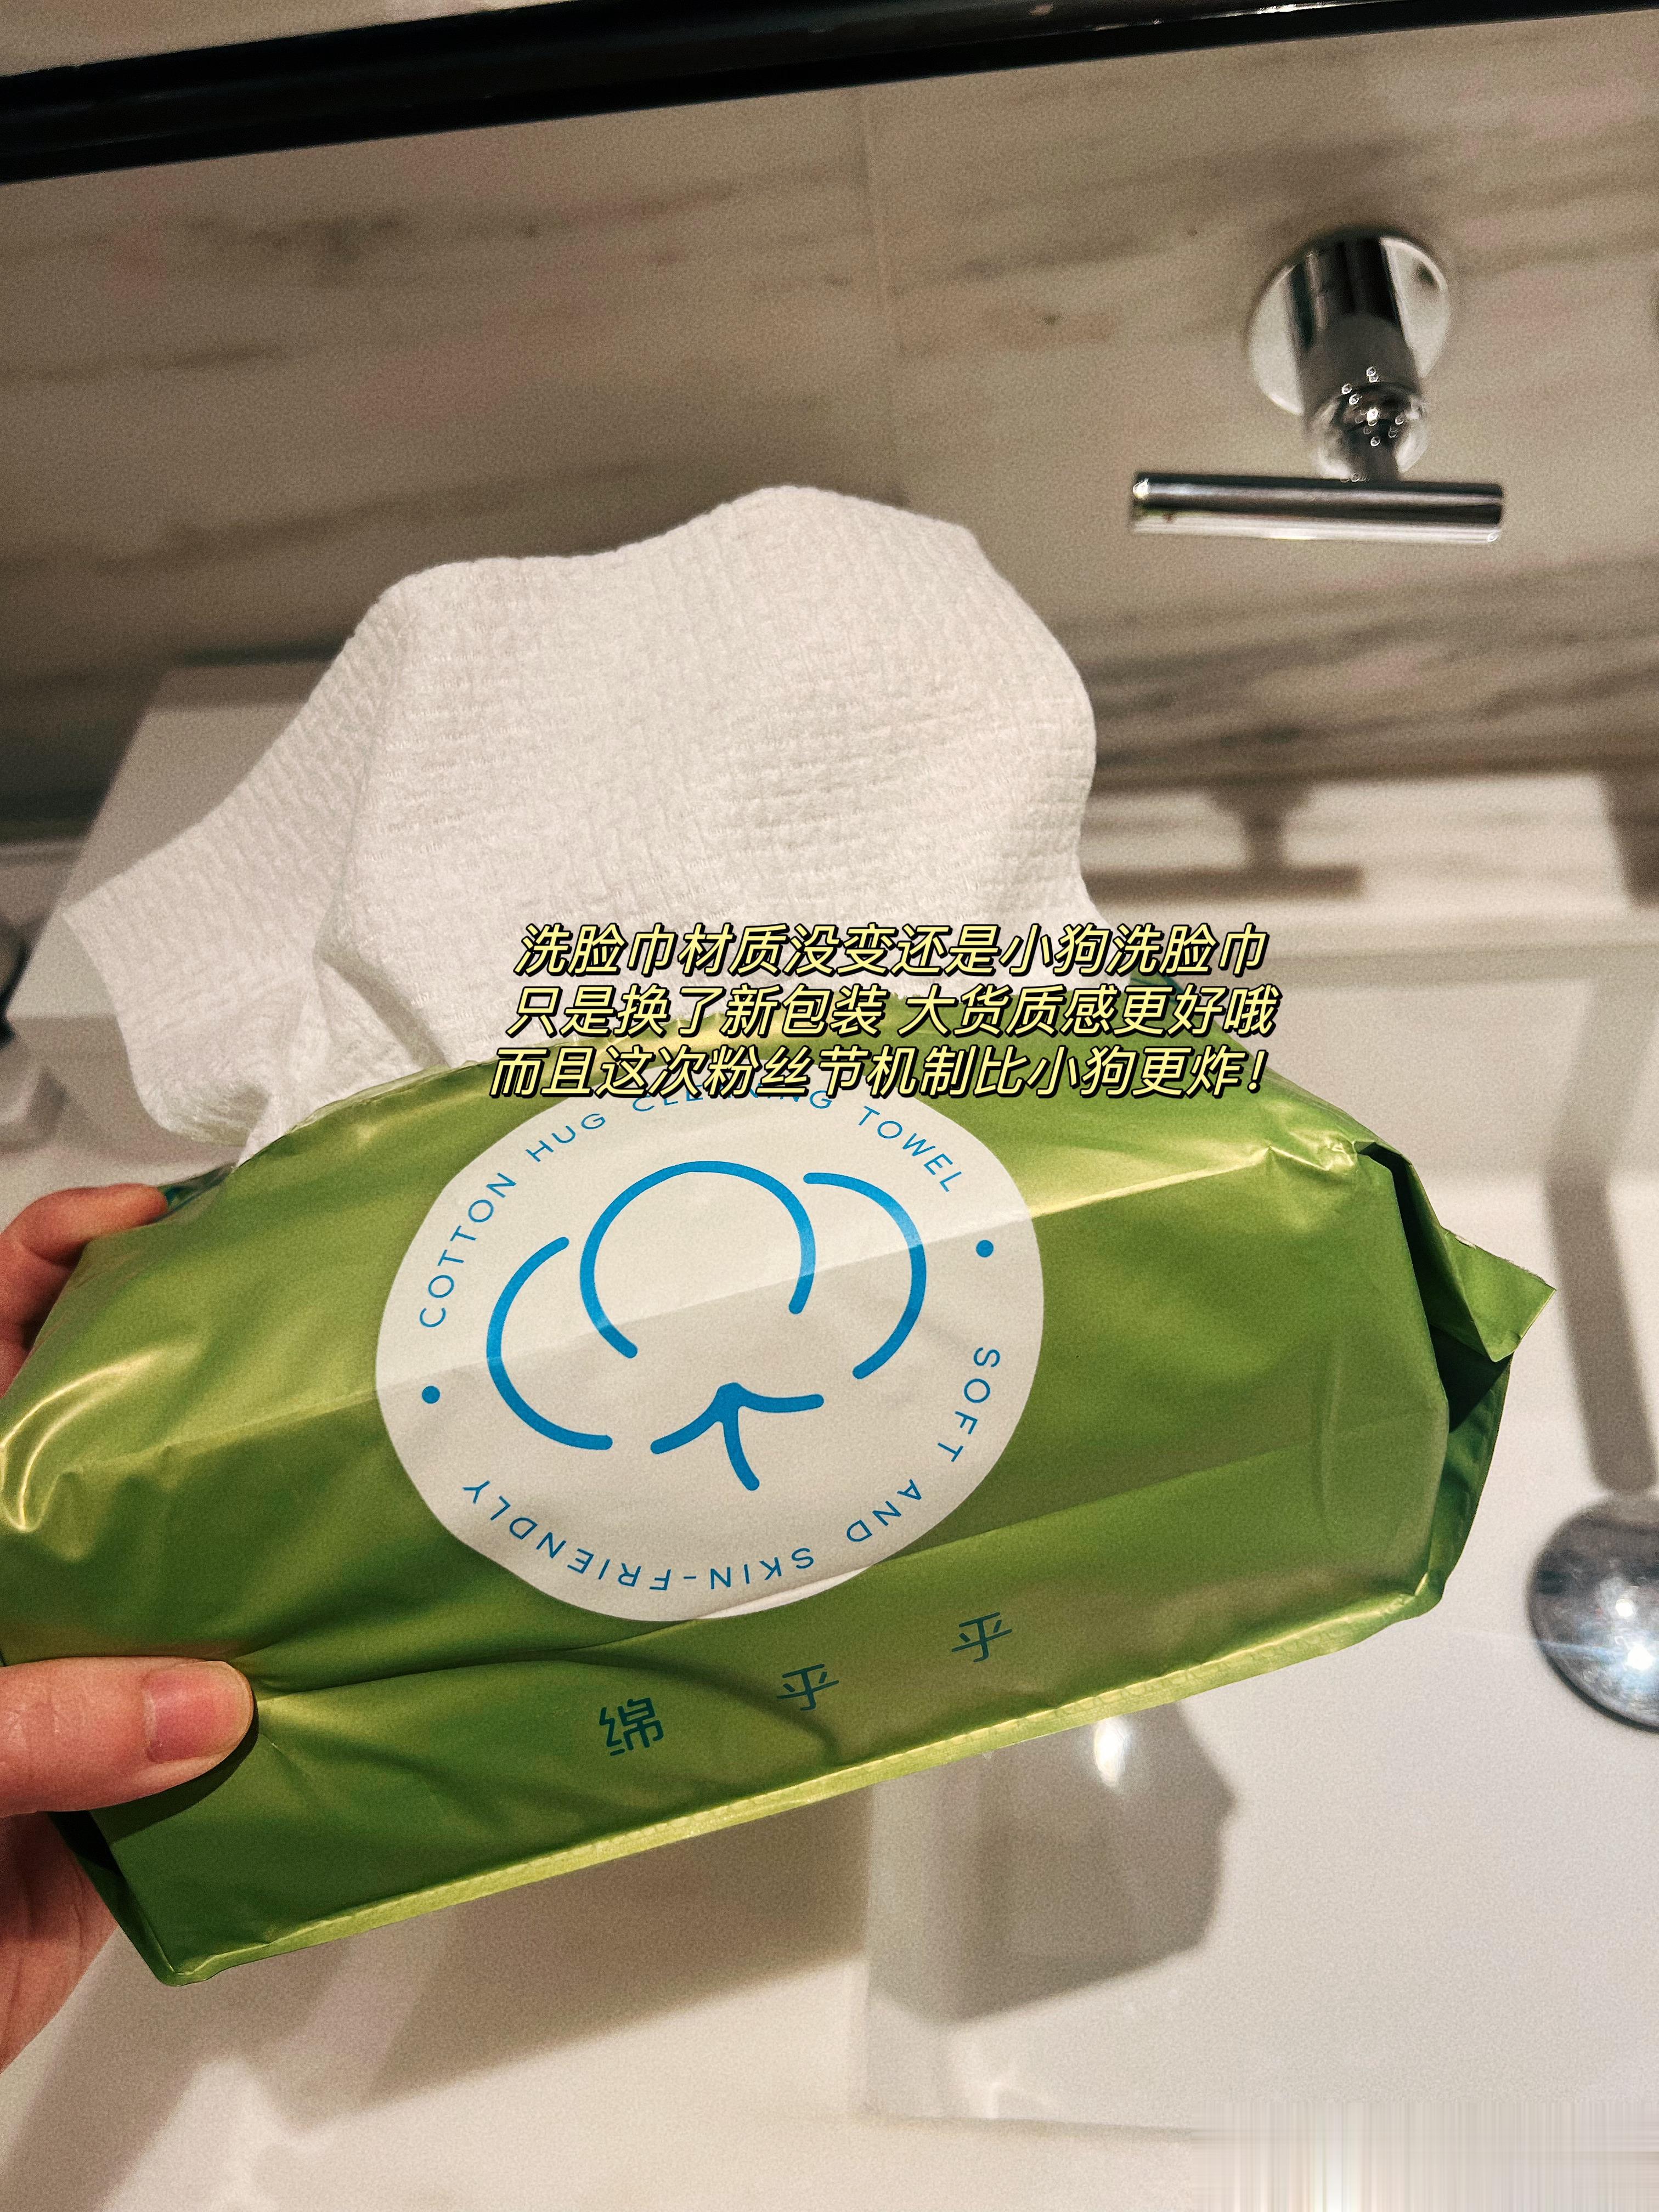 洗脸巾材质没变还是小狗洗脸巾
只是换了新包装 大货质感更好哦
而且这次粉丝节机制比小狗更炸！
COTTON HUG CLEANING TOWEL
SOFT AND SKIN-FRIENDLY
绵乎乎